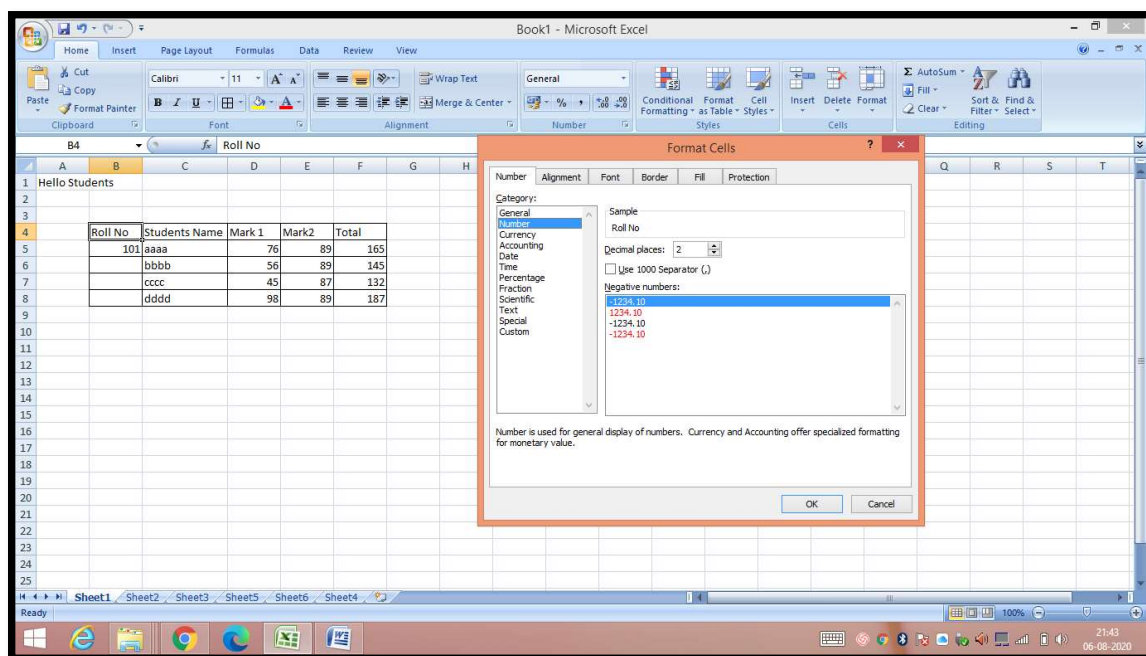 Book1 - Microsoft Excel
Home Insert Page Layout Formulas Data Review View
Cut
Copy
Paste
Format Painter
Clipboard
Calibri 11
B I U
Font
Wrap Text
Merge & Center
Alignment
General
% ,
Number
Conditional Formatting
Format as Table
Cell Styles
Styles
Insert Delete Format
Cells
Σ AutoSum
Fill
Clear
Sort & Filter
Find & Select
Editing
B4 fx Roll No
A B C D E F G H Q R S T
1 Hello Students
2
3
4 Roll No Students Name Mark 1 Mark2 Total
5 101 aaaa 76 89 165
6 bbbb 56 89 145
7 cccc 45 87 132
8 dddd 98 89 187
9
10
11
12
13
14
15
16
17
18
19
20
21
22
23
24
25
Format Cells
? ×
Number Alignment Font Border Fill Protection
Category:
General
Number
Currency
Accounting
Date
Time
Percentage
Fraction
Scientific
Text
Special
Custom
Sample
Roll No
Decimal places: 2
Use 1000 Separator (,)
Negative numbers:
-1234.10
1234.10
-1234.10
-1234.10
Number is used for general display of numbers. Currency and Accounting offer specialized formatting
for monetary value.
OK Cancel
Sheet1 Sheet2 Sheet3 Sheet5 Sheet6 Sheet4
Ready 100%
21:43
06-08-2020